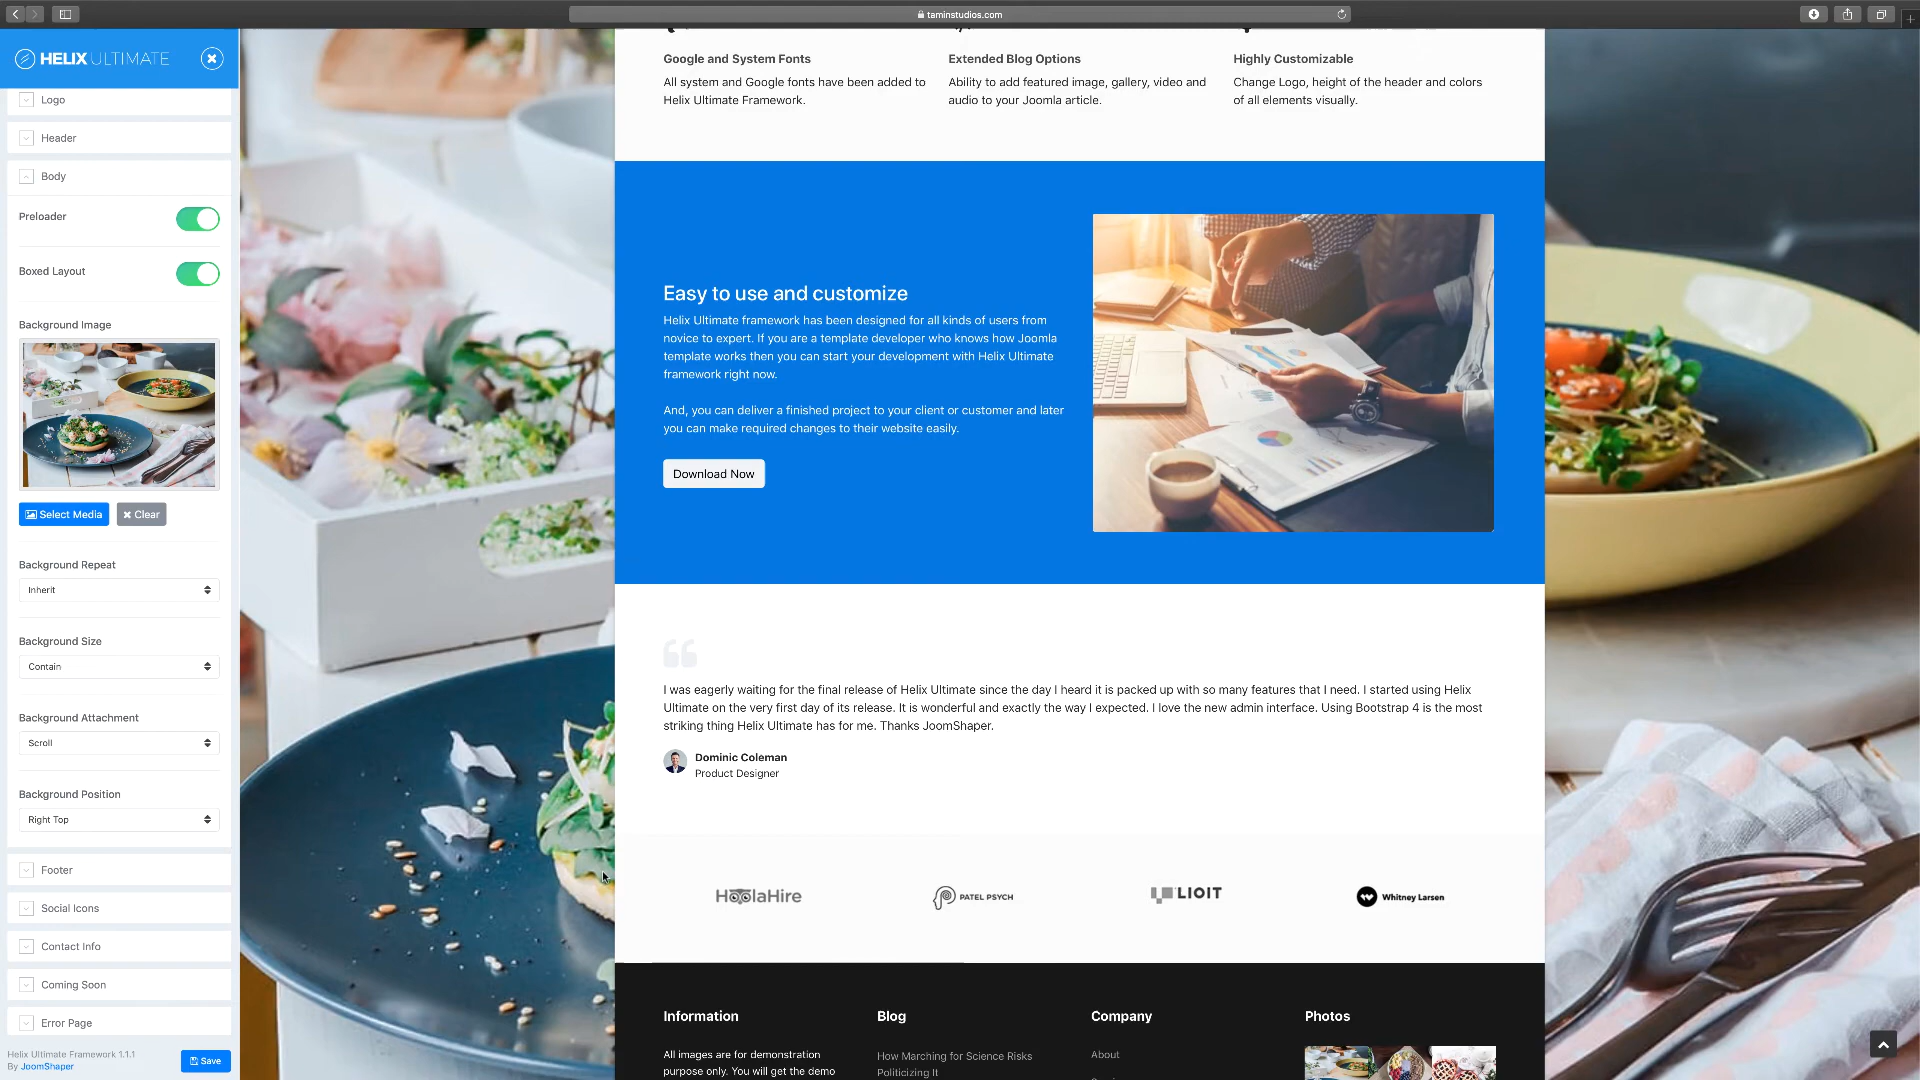 taminstudios.com
HELIX ULTIMATE
Logo
Header
Body
Preloader
Boxed Layout
Background Image
Select Media
Clear
Background Repeat
Inherit
Background Size
Contain
Background Attachment
Scroll
Background Position
Right Top
Footer
Social Icons
Contact Info
Coming Soon
Error Page
Helix Ultimate Framework 1.1.1
By JoomShaper
Save
Google and System Fonts
All system and Google fonts have been added to
Helix Ultimate Framework.
Extended Blog Options
Ability to add featured image, gallery, video and
audio to your Joomla article.
Highly Customizable
Change Logo, height of the header and colors
of all elements visually.
Easy to use and customize
Helix Ultimate framework has been designed for all kinds of users from
novice to expert. If you are a template developer who knows how Joomla
template works then you can start your development with Helix Ultimate
framework right now.
And, you can deliver a finished project to your client or customer and later
you can make required changes to their website easily.
Download Now
I was eagerly waiting for the final release of Helix Ultimate since the day I heard it is packed up with so many features that I need. I started using Helix
Ultimate on the very first day of its release. It is wonderful and exactly the way I expected. I love the new admin interface. Using Bootstrap 4 is the most
striking thing Helix Ultimate has for me. Thanks JoomShaper.
Dominic Coleman
Product Designer
HoolaHire
PATEL PSYCH
LIOIT
Whitney Larsen
Information
All images are for demonstration
purpose only. You will get the demo
Blog
How Marching for Science Risks
Politicizing It
Company
About
Photos